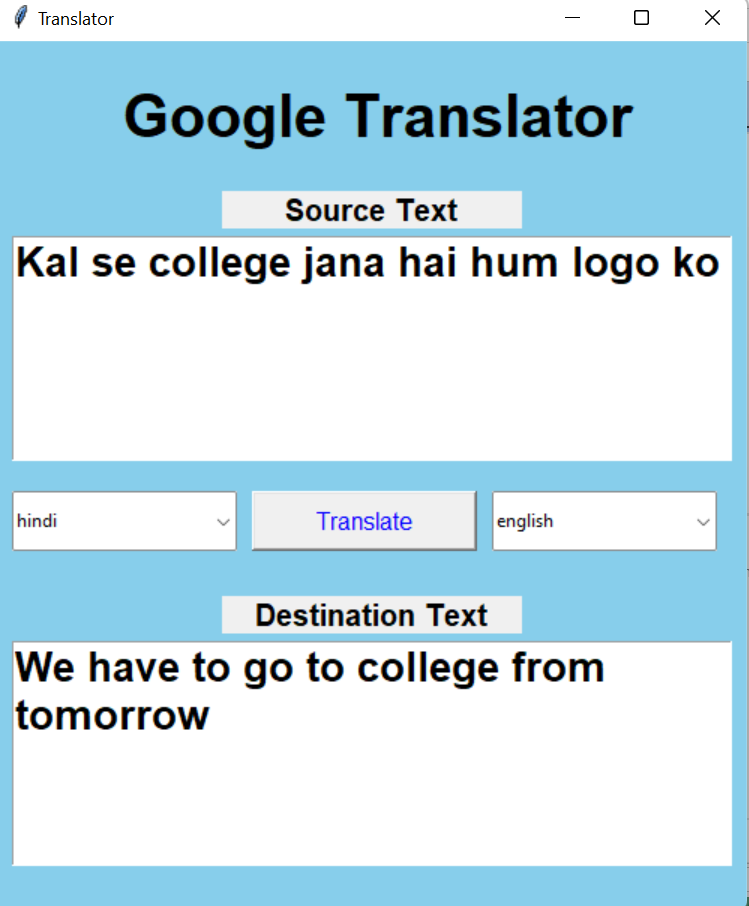 Translator
Google Translator
Source Text
Kal se college jana hai hum logo ko
hindi
Translate
english
Destination Text
We have to go to college from
tomorrow